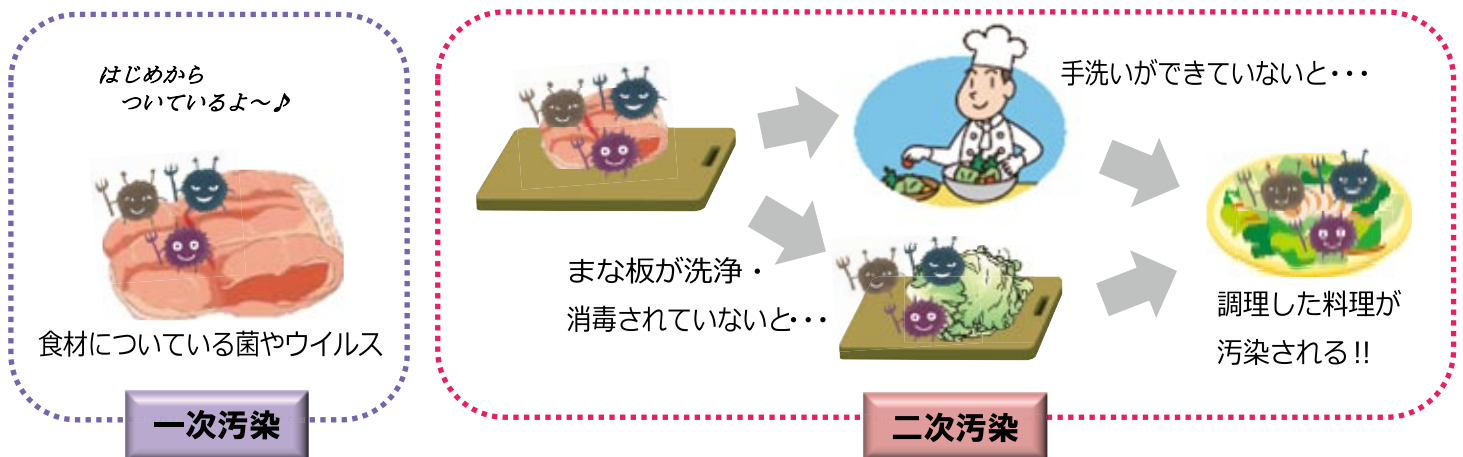 はじめから
ついているよ～♪
食材についている菌やウイルス
一次汚染
手洗いができていないと･･･
まな板が洗浄・
消毒されていないと･･･
調理した料理が
汚染される!!
二次汚染